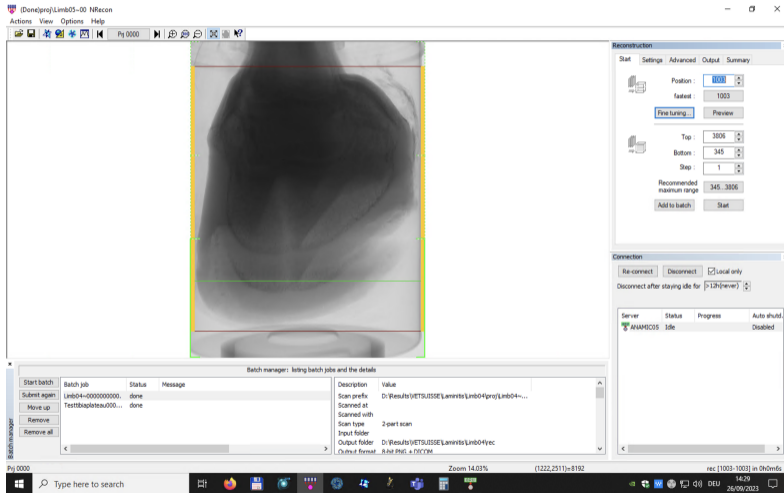 (Done)proj\Limb05~00 NRecon
Actions View Options Help
Prj 0000
Reconstruction
Start Settings Advanced Output Summary
Position : 1003
fastest : 1003
Fine tuning... Preview
Top : 3806
Bottom : 345
Step : 1
Recommended
maximum range 345...3806
Add to batch Start
Connection
Re-connect Disconnect Local only
Disconnect after staying idle for >12h(never)
Server Status Progress Auto shutd.
ANAMICOS Idle Disabled
Batch manager: listing batch jobs and the details
Batch manager
Start batch
Submit again
Move up
Remove
Remove all
Batch job Status Message
Limb04~0000000000. done
Testtibiaplateau000... done
Description Value
Scan prefix D:\Results\VETSUISSE\Laminitis\Limb04\proj\Limb04~...
Scanned at
Scanned with
Scan type 2-part scan
Input folder
Output folder D:\Results\VETSUISSE\Laminitis\Limb04\rec
Output format 8-bit PNG + DICOM
Prj 0000 Zoom 14.03% (1222,2511)=8192 rec [1003-1003] in 0h0m6s
Type here to search
DEU
14:29
26/09/2023